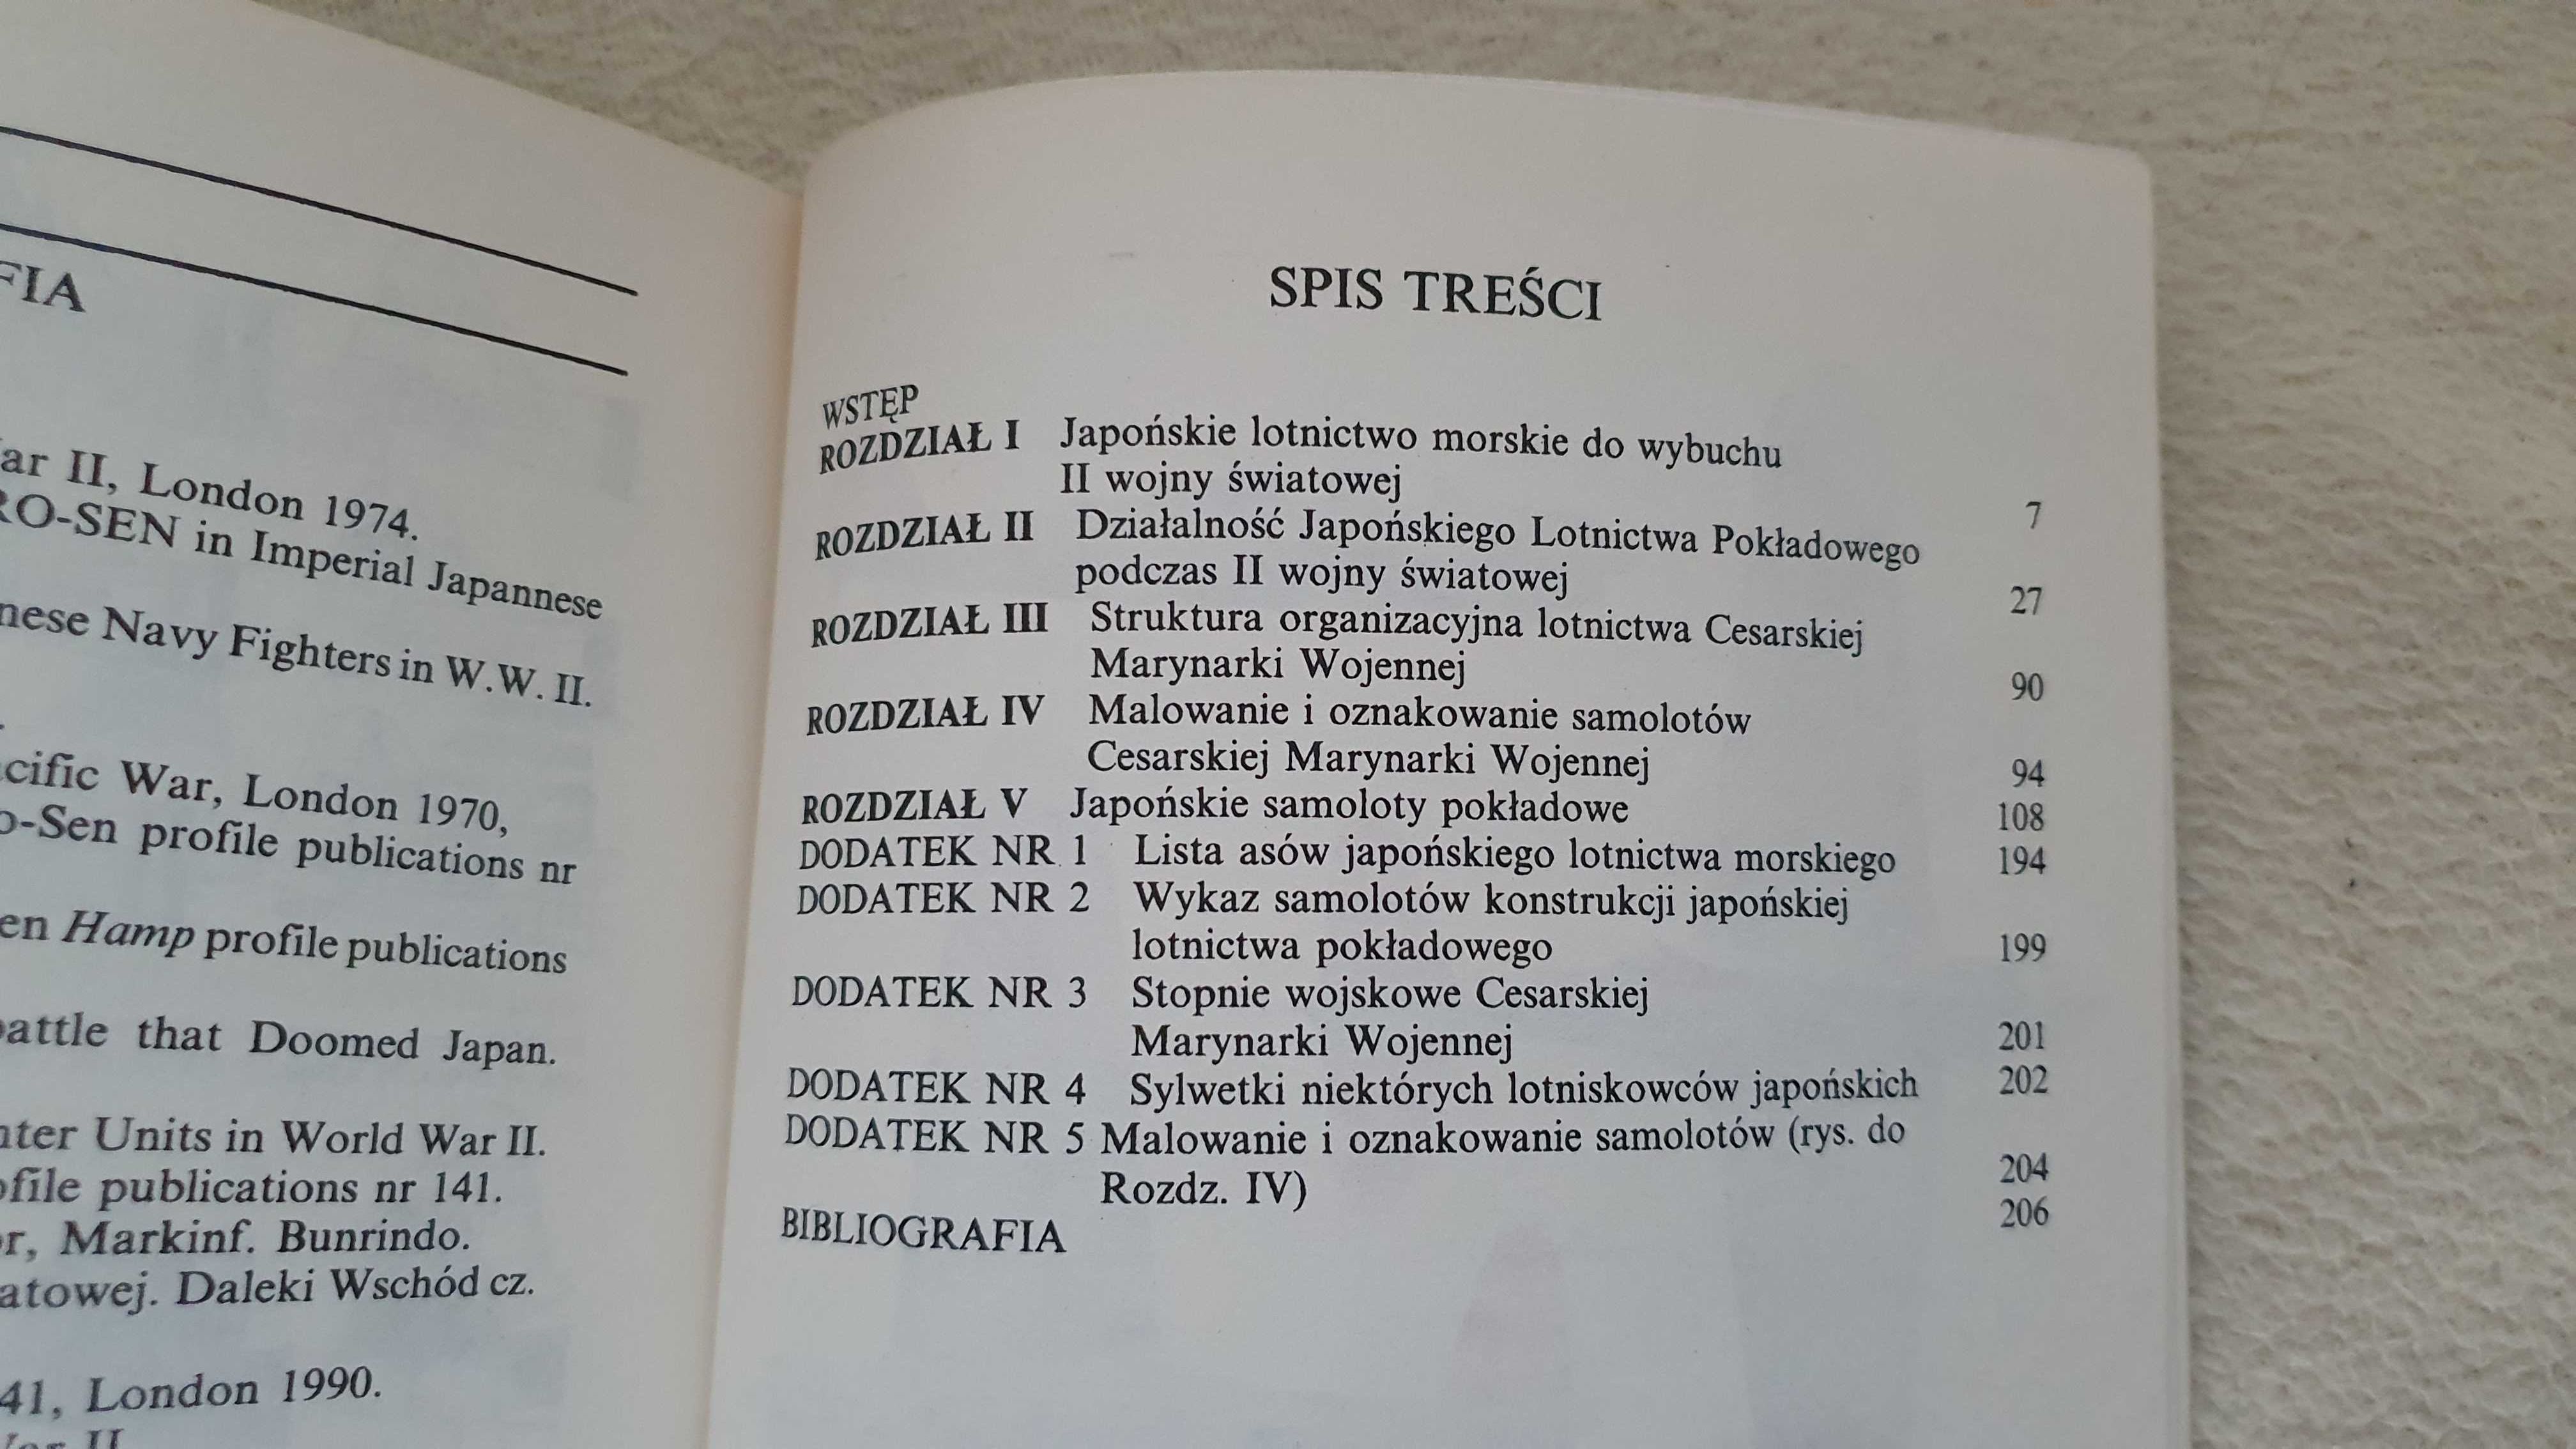 FIA
ar II, London 1974.
RO-SEN in Imperial Japannese
nese Navy Fighters in W.W. II.
cific War, London 1970,
o-Sen profile publications nr
en Hamp profile publications
battle that Doomed Japan.
nter Units in World War II.
ofile publications nr 141.
or, Markinf. Bunrindo.
atowej. Daleki Wschód cz.
41, London 1990.
War II
SPIS TREŚCI
WSTĘP
ROZDZIAŁ I Japońskie lotnictwo morskie do wybuchu
II wojny światowej 7
ROZDZIAŁ II Działalność Japońskiego Lotnictwa Pokładowego
podczas II wojny światowej 27
ROZDZIAŁ III Struktura organizacyjna lotnictwa Cesarskiej
Marynarki Wojennej 90
ROZDZIAŁ IV Malowanie i oznakowanie samolotów
Cesarskiej Marynarki Wojennej 94
ROZDZIAŁ V Japońskie samoloty pokładowe 108
DODATEK NR 1 Lista asów japońskiego lotnictwa morskiego 194
DODATEK NR 2 Wykaz samolotów konstrukcji japońskiej
lotnictwa pokładowego 199
DODATEK NR 3 Stopnie wojskowe Cesarskiej
Marynarki Wojennej 201
DODATEK NR 4 Sylwetki niektórych lotniskowców japońskich 202
DODATEK NR 5 Malowanie i oznakowanie samolotów (rys. do
Rozdz. IV) 204
BIBLIOGRAFIA 206